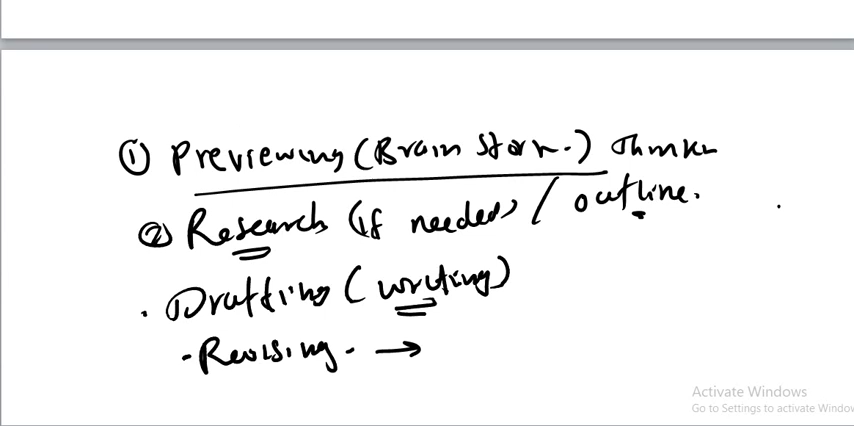 ① Previewing (Brain storm.) Thinker
② Research (if needed) / outline.
. Drafting (writing)
- Revising. →
Activate Windows
Go to Settings to activate Window